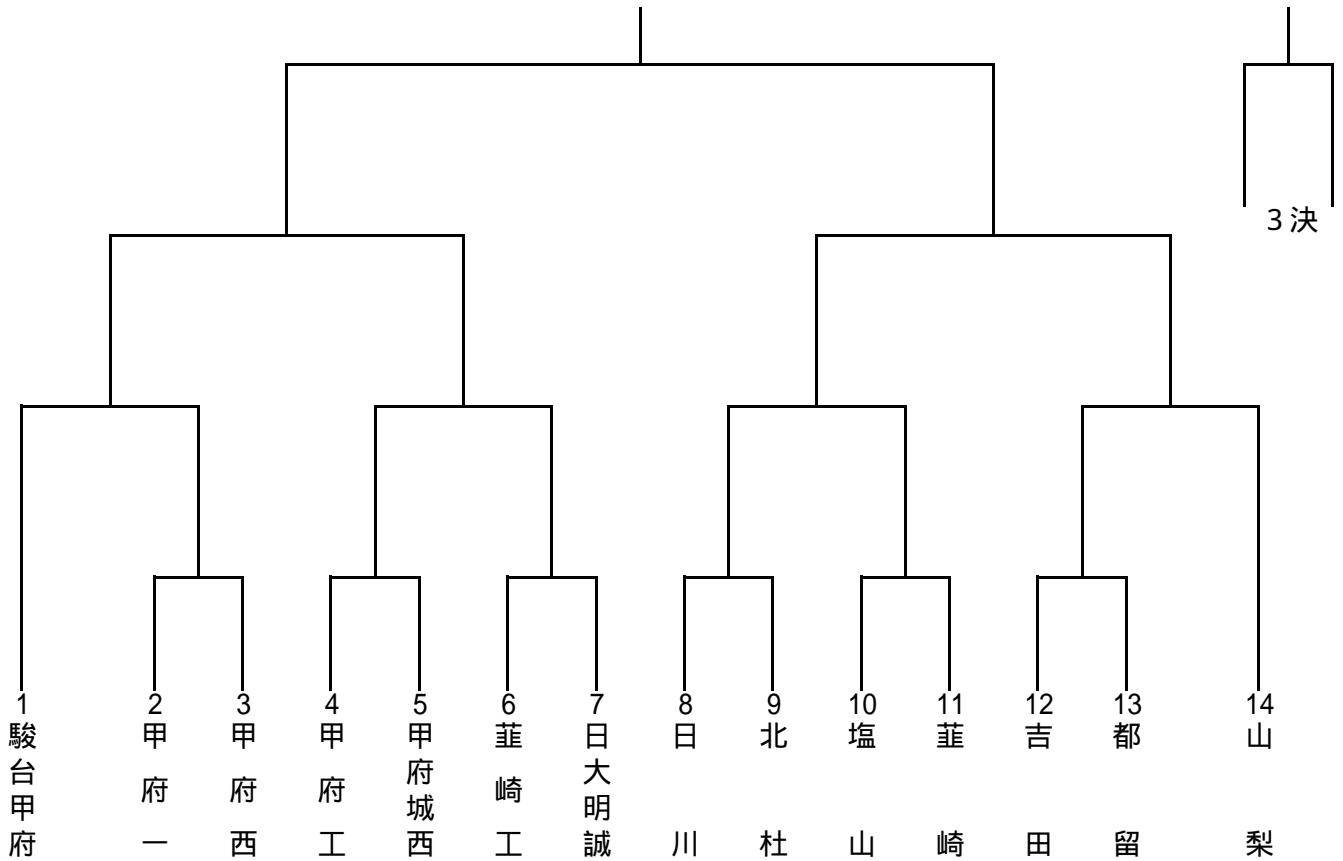 3決
1
駿台甲府
2
甲府一
3
甲府西
4
甲府工
5
甲府城西
6
韮崎工
7
日大明誠
8
日川
9
北杜
10
塩山
11
韮崎
12
吉田
13
都留
14
山梨